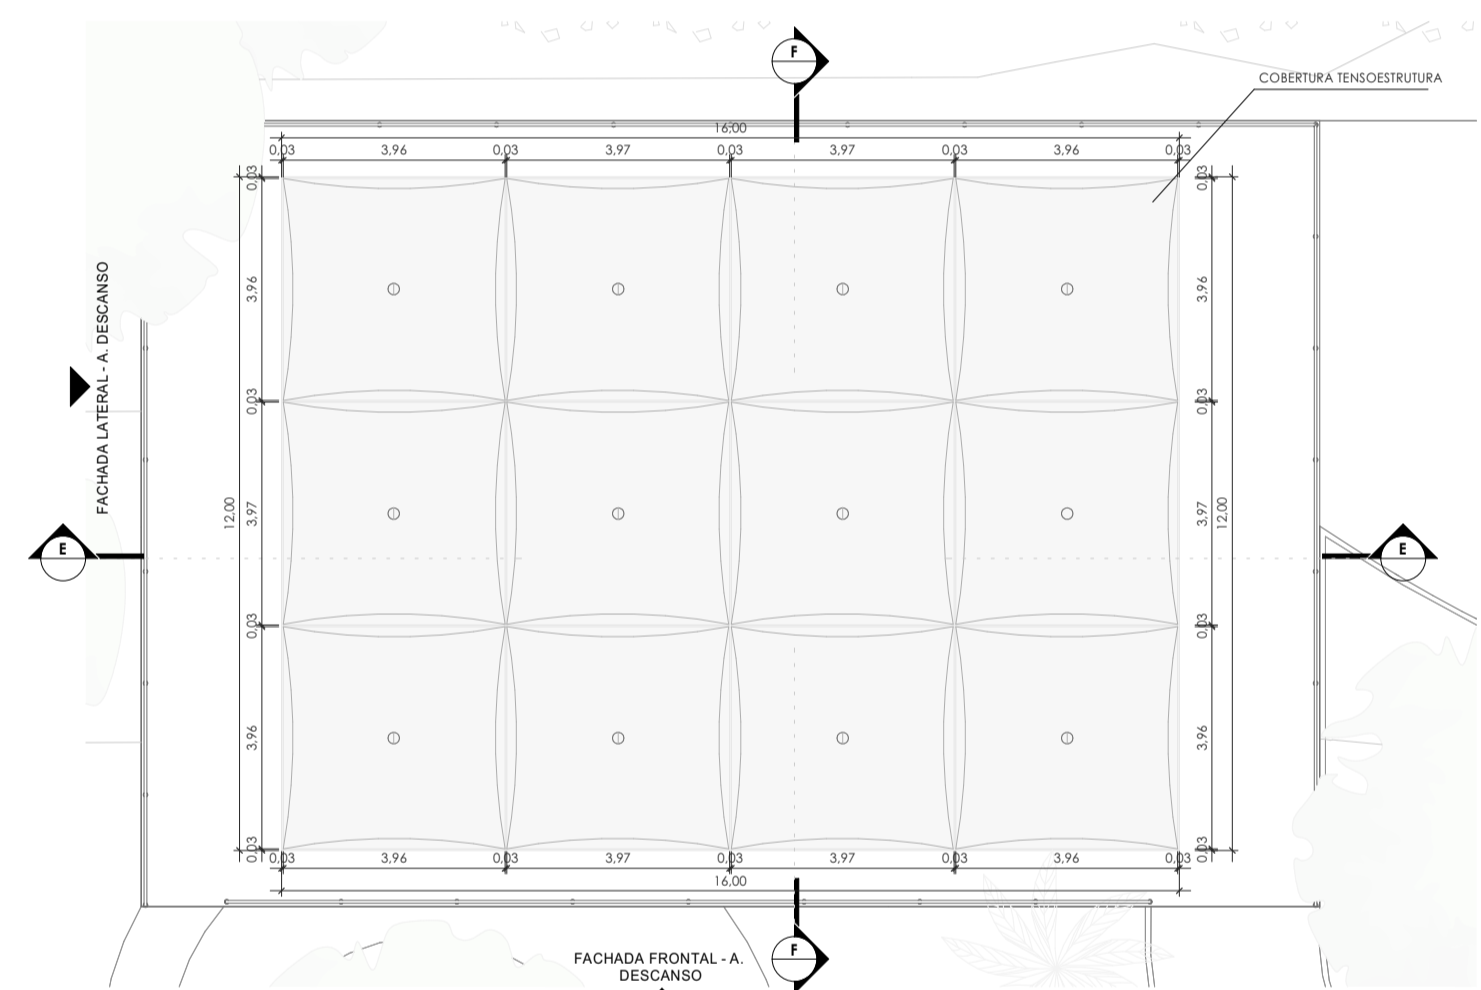 F
COBERTURA TENSOESTRUTURA
16,00
0,03 3,96 0,03 3,97 0,03 3,97 0,03 3,96 0,03
0,03
0,03
3,96
3,96
FACHADA LATERAL - A. DESCANSO
0,03
0,03
12,00
3,97
3,97
12,00
E
E
0,03
0,03
3,96
3,96
0,03
0,03
0,03 3,96 0,03 3,97 0,03 3,97 0,03 3,96 0,03
16,00
F
FACHADA FRONTAL - A.
DESCANSO